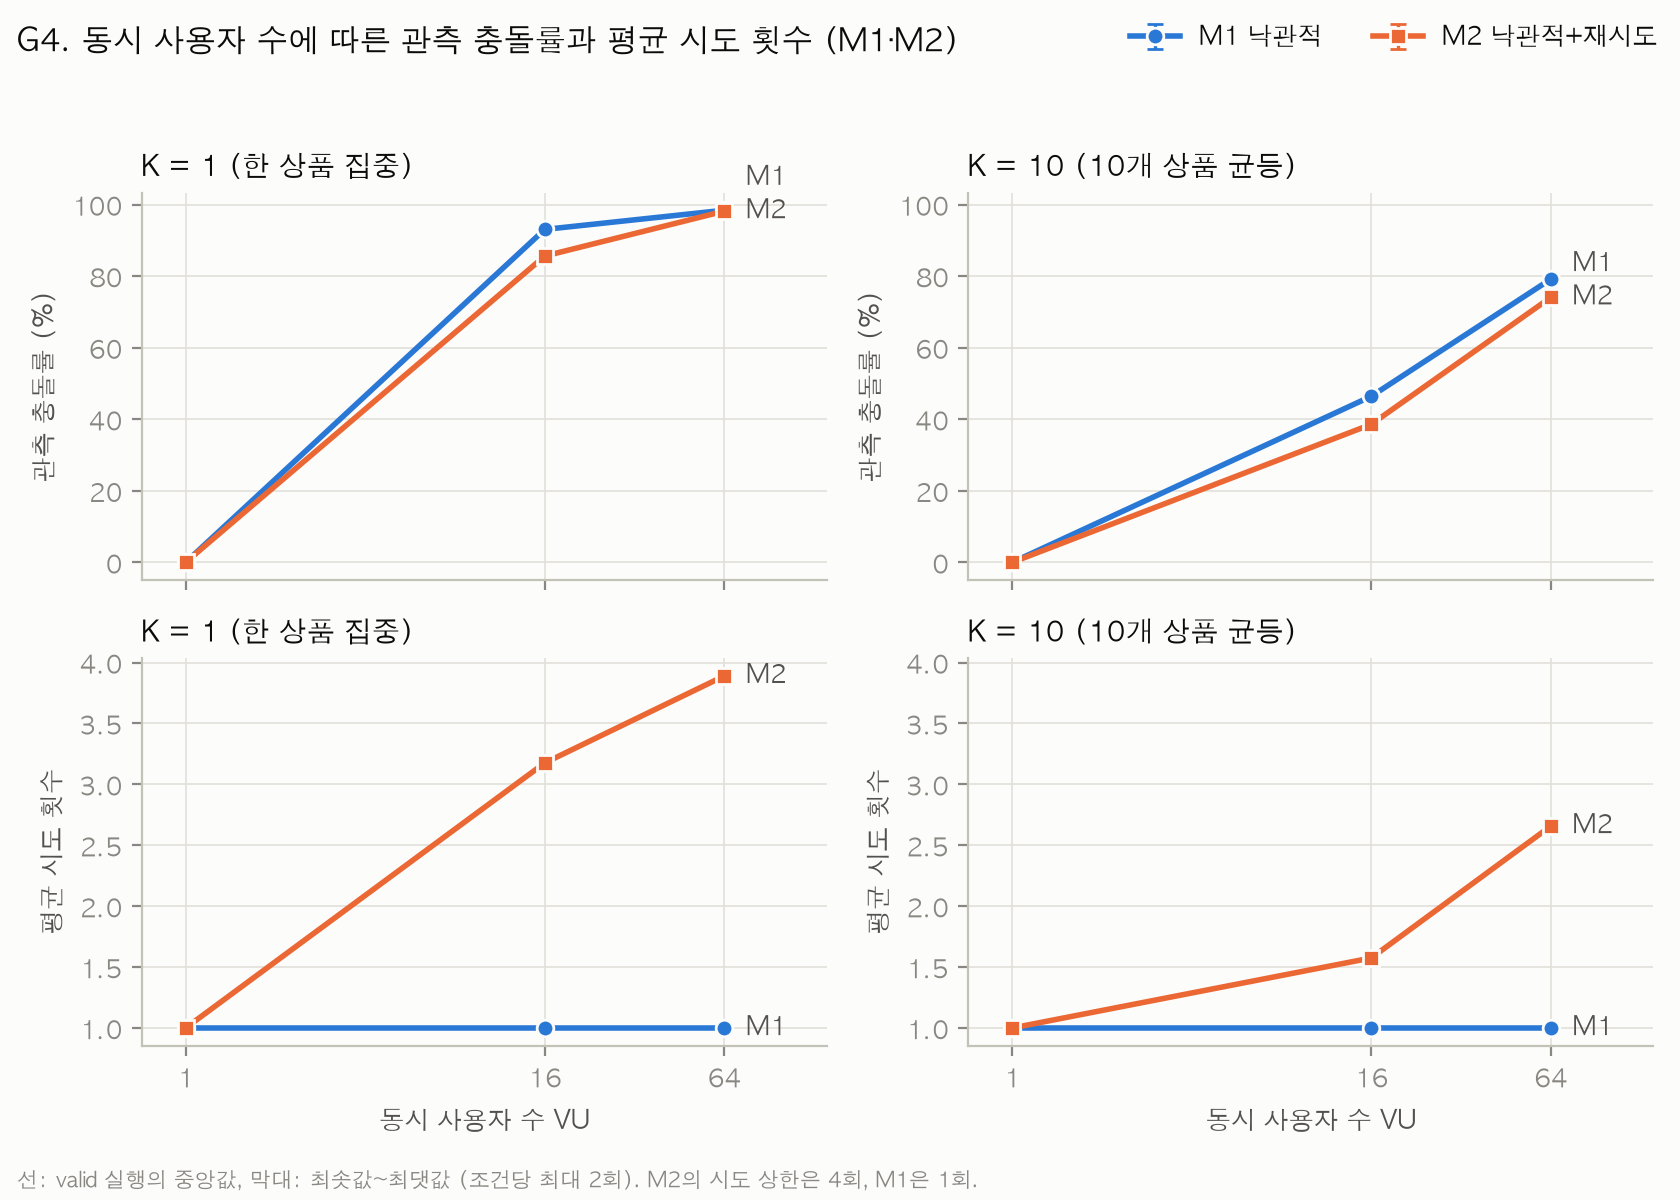 G4. 동시 사용자 수에 따른 관측 충돌률과 평균 시도 횟수 (M1·M2)
M1 낙관적
M2 낙관적+재시도
K = 1 (한 상품 집중)
관측 충돌률 (%)
100
80
60
40
20
0
M1
M2
K = 10 (10개 상품 균등)
관측 충돌률 (%)
100
80
60
40
20
0
M1
M2
K = 1 (한 상품 집중)
평균 시도 횟수
4.0
3.5
3.0
2.5
2.0
1.5
1.0
M2
M1
1
16
64
동시 사용자 수 VU
K = 10 (10개 상품 균등)
평균 시도 횟수
4.0
3.5
3.0
2.5
2.0
1.5
1.0
M2
M1
1
16
64
동시 사용자 수 VU
선: valid 실행의 중앙값, 막대: 최솟값~최댓값 (조건당 최대 2회). M2의 시도 상한은 4회, M1은 1회.